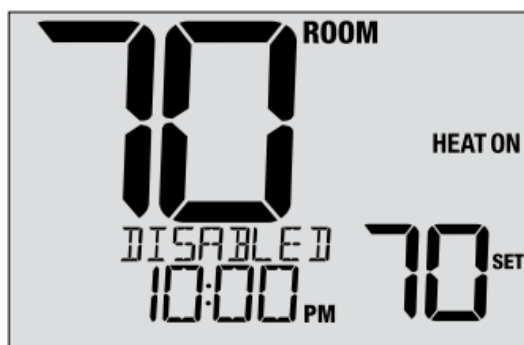 70 ROOM
HEAT ON
DISABLED
70 SET
10:00 PM